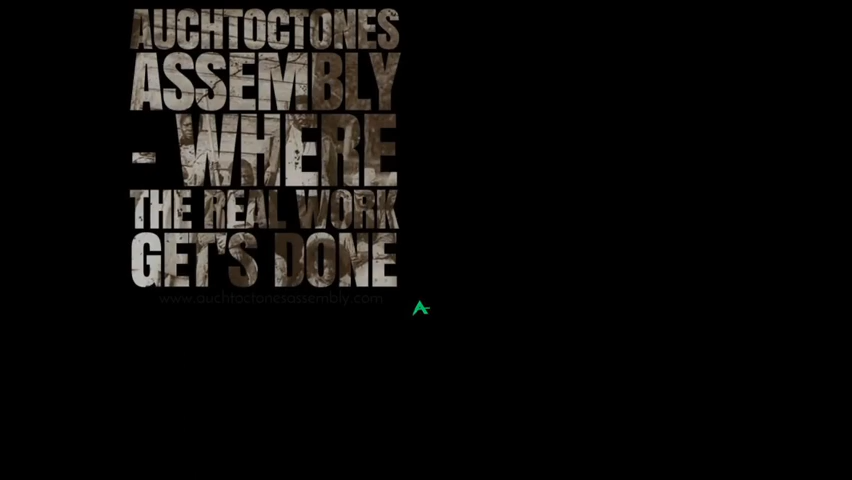 AUCHTOCTONES
ASSEMBLY
- WHERE
THE REAL WORK
GET'S DONE
www.auchtoctonesassembly.com